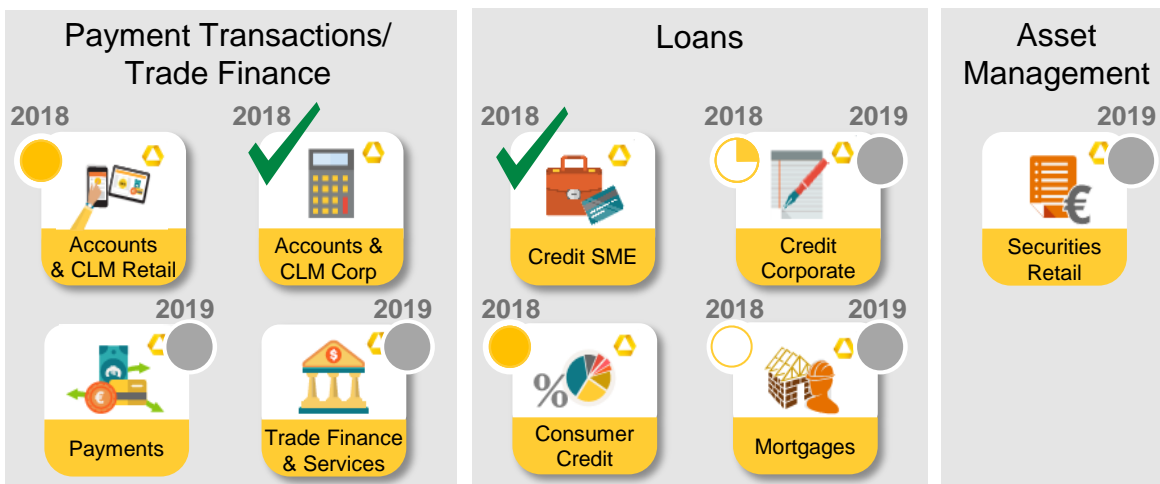 Payment Transactions/
Trade Finance
2018
2018
Accounts
& CLM Retail
Accounts &
CLM Corp
2019
2019
Payments
Trade Finance
& Services
Loans
2018
2018
2019
Credit SME
Credit
Corporate
2018
2018
2019
%
Consumer
Credit
Mortgages
Asset
Management
2019
€
Securities
Retail